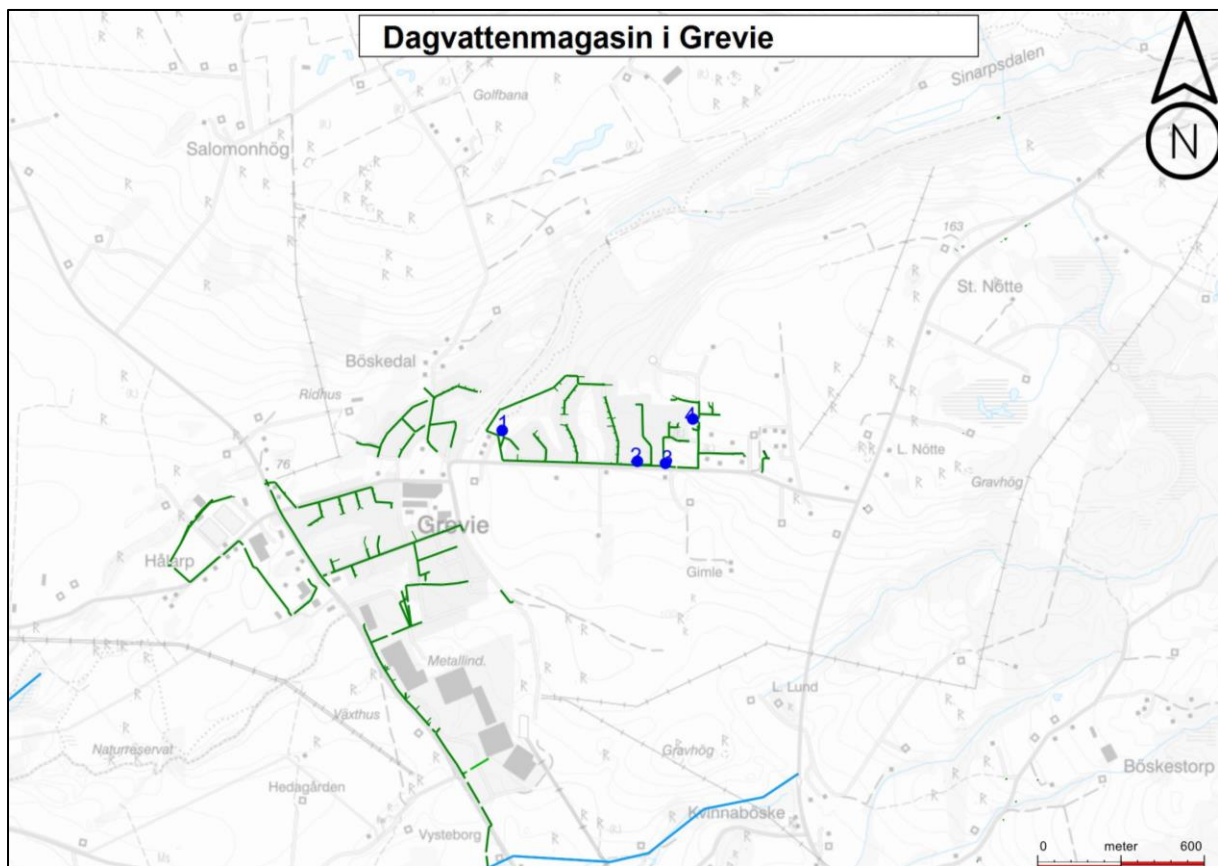 Dagvattenmagasin i Grevie
N
Sinarpsdalen
Golfbana
Salomonhög
163
St. Nötte
Böskedal
Ridhus
1
4
2
3
L. Nötte
76
Gravhög
Grevie
Hålarp
Gimle
Metallind.
L. Lund
Växthus
Naturreservat
Gravhög
Böskestorp
Hedagården
Kvinnaböske
Vysteborg
0 meter 600